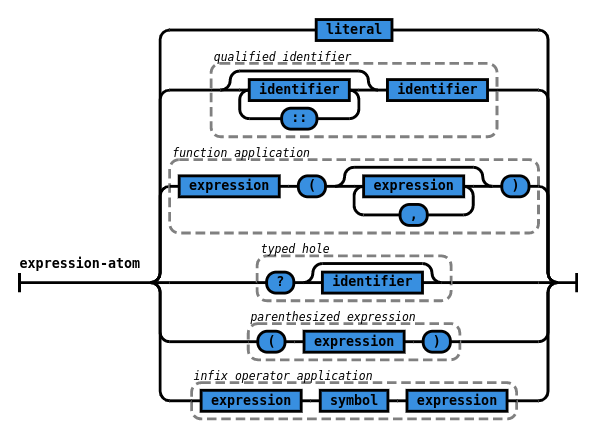 literal
qualified identifier
identifier identifier
::
function application
expression ( expression )
,
typed hole
expression-atom
? identifier
parenthesized expression
( expression )
infix operator application
expression symbol expression